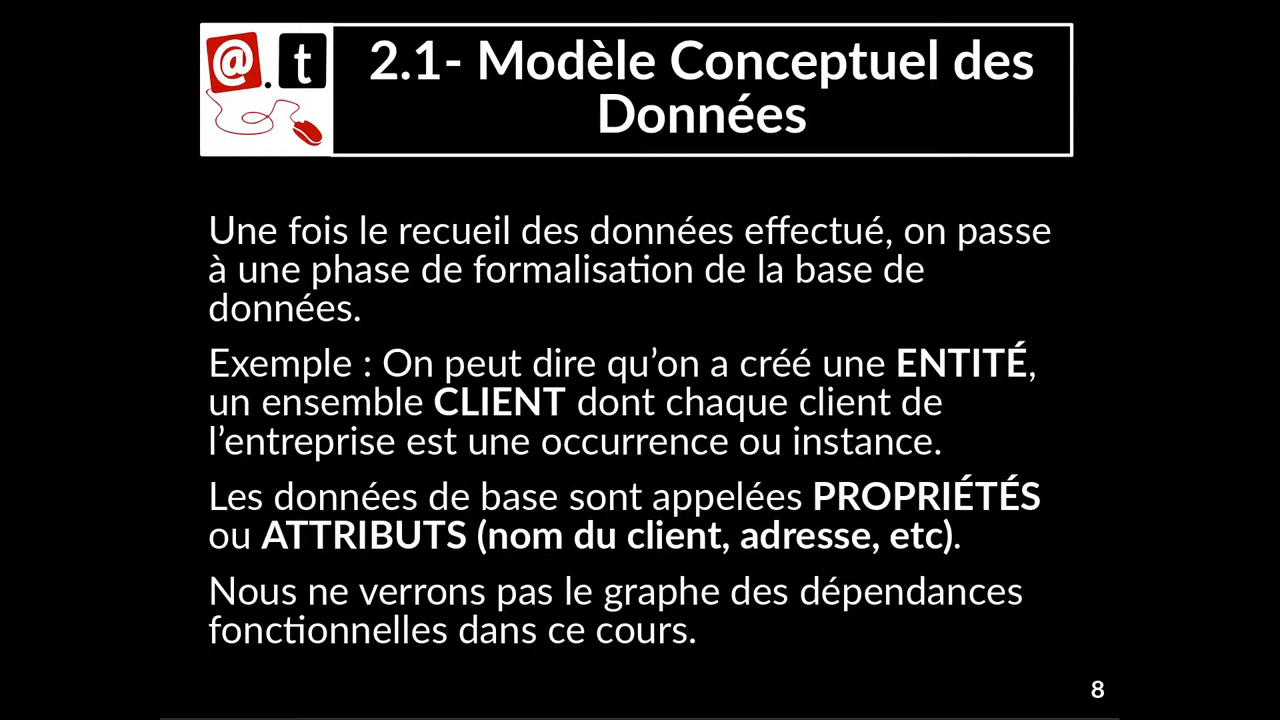 @.t
2.1- Modèle Conceptuel des
Données
Une fois le recueil des données effectué, on passe
à une phase de formalisation de la base de
données.
Exemple : On peut dire qu’on a créé une ENTITÉ,
un ensemble CLIENT dont chaque client de
l’entreprise est une occurrence ou instance.
Les données de base sont appelées PROPRIÉTÉS
ou ATTRIBUTS (nom du client, adresse, etc).
Nous ne verrons pas le graphe des dépendances
fonctionnelles dans ce cours.
8